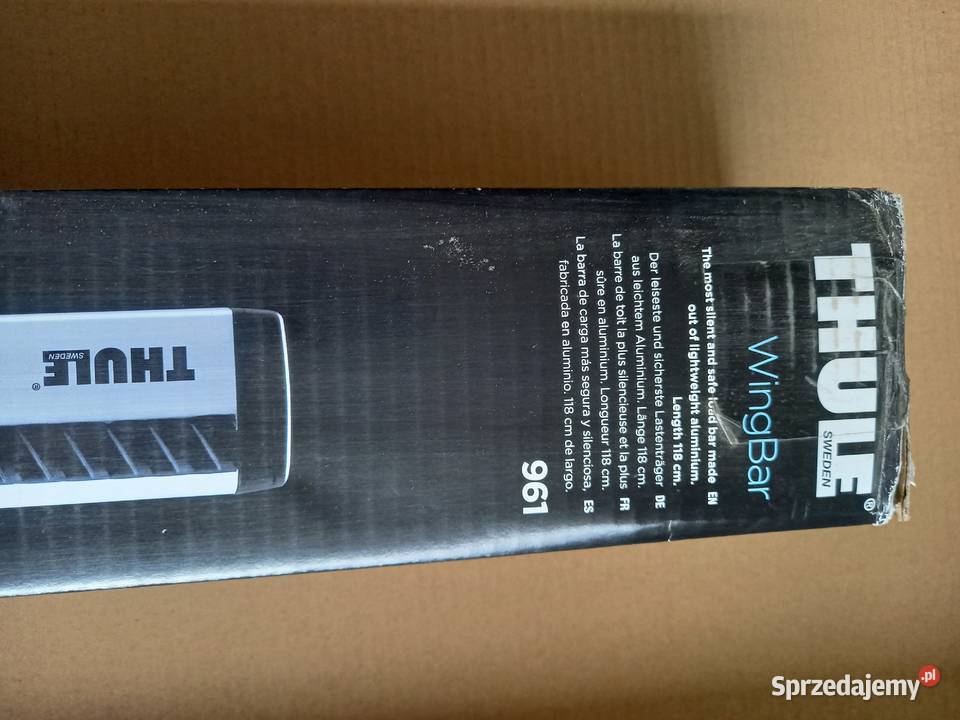 THULE®
SWEDEN
WingBar
The most silent and safe load bar made EN
out of lightweight aluminium.
Length 118 cm.
Der leiseste und sicherste Lastenträger DE
aus leichtem Aluminium. Länge 118 cm.
La barre de toit la plus silencieuse et la plus FR
sûre en aluminium. Longueur 118 cm.
La barra de carga más segura y silenciosa, ES
fabricada en aluminio. 118 cm de largo.
961
THULE®
SWEDEN
Sprzedajemy.pl